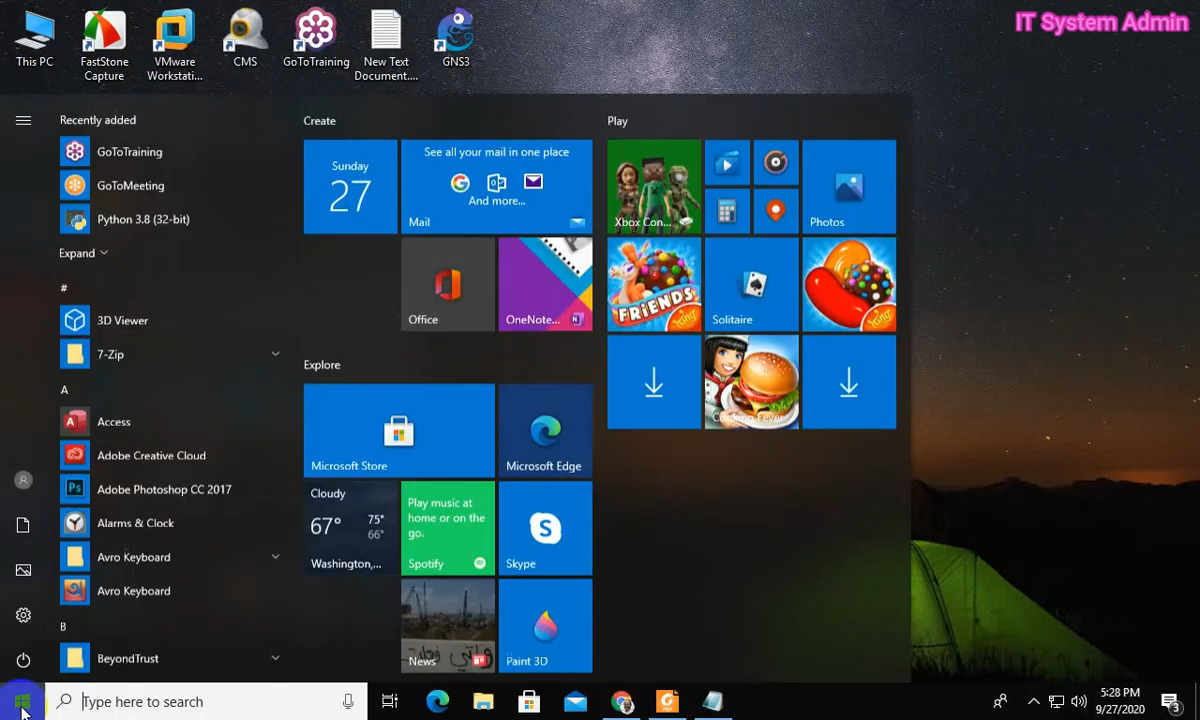 IT System Admin
This PC
FastStone
Capture
VMware
Workstati...
CMS
GoToTraining
New Text
Document....
GNS3
Recently added
GoToTraining
GoToMeeting
Python 3.8 (32-bit)
Expand
#
3D Viewer
7-Zip
A
Access
Adobe Creative Cloud
Adobe Photoshop CC 2017
Alarms & Clock
Avro Keyboard
Avro Keyboard
B
BeyondTrust
Create
Sunday
27
See all your mail in one place
And more...
Mail
Office
OneNote...
Explore
Microsoft Store
Microsoft Edge
Cloudy
67° 75°
66°
Washington,...
Play music at
home or on the
go.
Spotify
Skype
News
Paint 3D
Play
Xbox Con...
Photos
FRIENDS
King
Solitaire
King
Cooking Fever
Type here to search
5:28 PM
9/27/2020
3